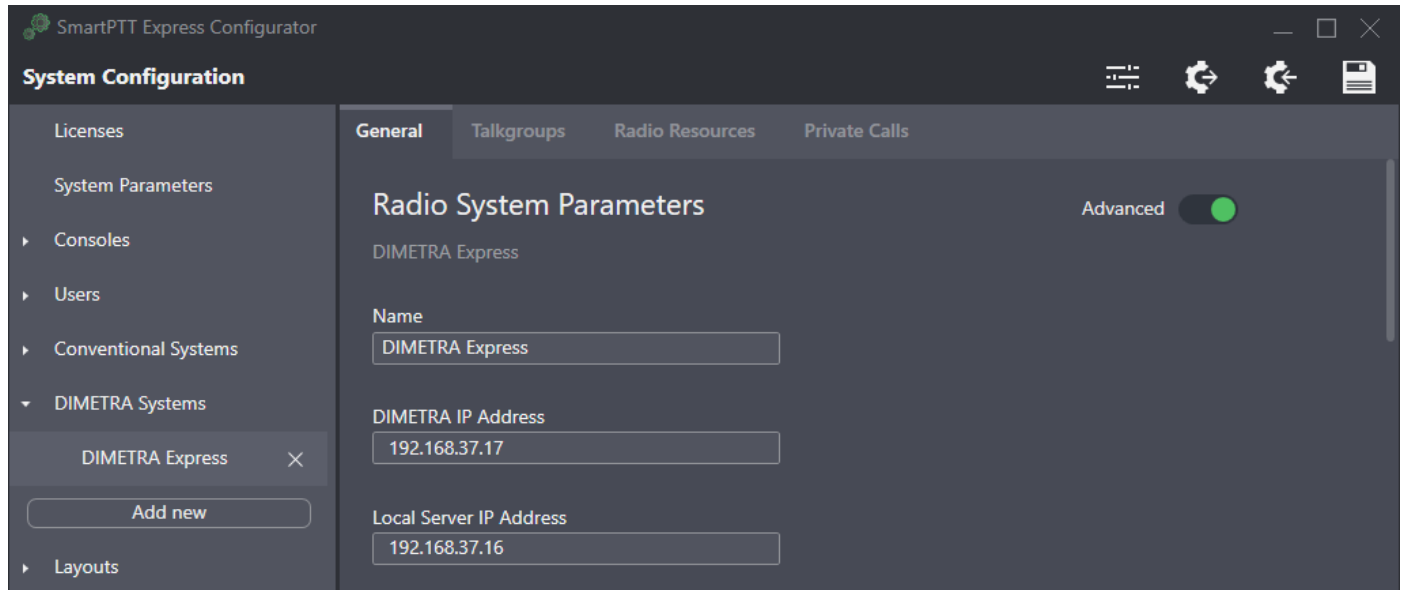 SmartPTT Express Configurator
System Configuration
Licenses
System Parameters
Consoles
Users
Conventional Systems
DIMETRA Systems
DIMETRA Express
Add new
Layouts
General Talkgroups Radio Resources Private Calls
Radio System Parameters
Advanced
DIMETRA Express
Name
DIMETRA Express
DIMETRA IP Address
192.168.37.17
Local Server IP Address
192.168.37.16